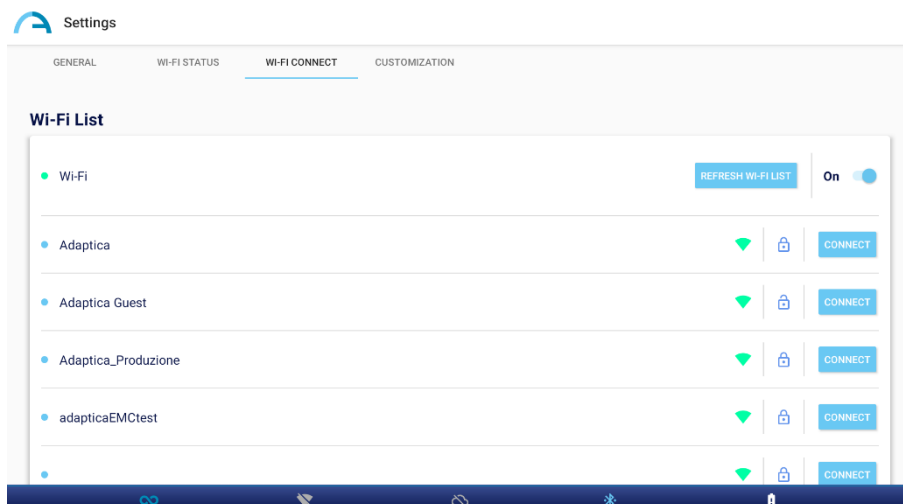 Settings
GENERAL WI-FI STATUS WI-FI CONNECT CUSTOMIZATION
Wi-Fi List
Wi-Fi REFRESH WI-FI LIST On
Adaptica CONNECT
Adaptica Guest CONNECT
Adaptica_Produzione CONNECT
adapticaEMCtest CONNECT
CONNECT